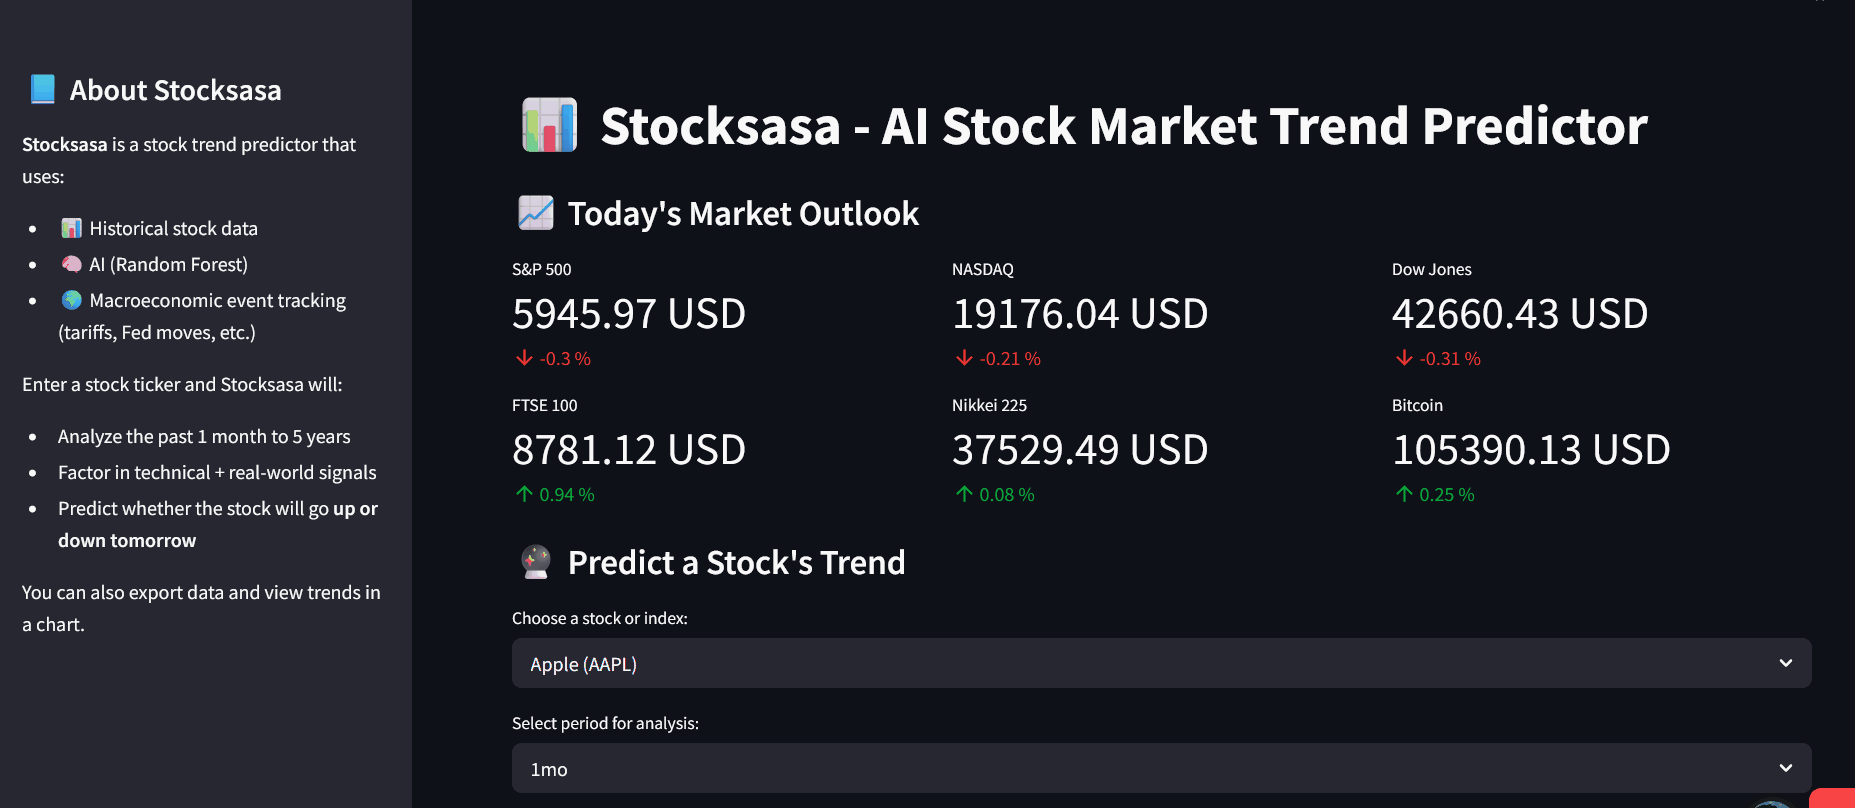 About Stocksasa
Stocksasa is a stock trend predictor that
uses:
Historical stock data
AI (Random Forest)
Macroeconomic event tracking
(tariffs, Fed moves, etc.)
Enter a stock ticker and Stocksasa will:
Analyze the past 1 month to 5 years
Factor in technical + real-world signals
Predict whether the stock will go up or
down tomorrow
You can also export data and view trends in
a chart.
Stocksasa - AI Stock Market Trend Predictor
Today's Market Outlook
S&P 500
5945.97 USD
-0.3 %
NASDAQ
19176.04 USD
-0.21 %
Dow Jones
42660.43 USD
-0.31 %
FTSE 100
8781.12 USD
0.94 %
Nikkei 225
37529.49 USD
0.08 %
Bitcoin
105390.13 USD
0.25 %
Predict a Stock's Trend
Choose a stock or index:
Apple (AAPL)
Select period for analysis:
1mo